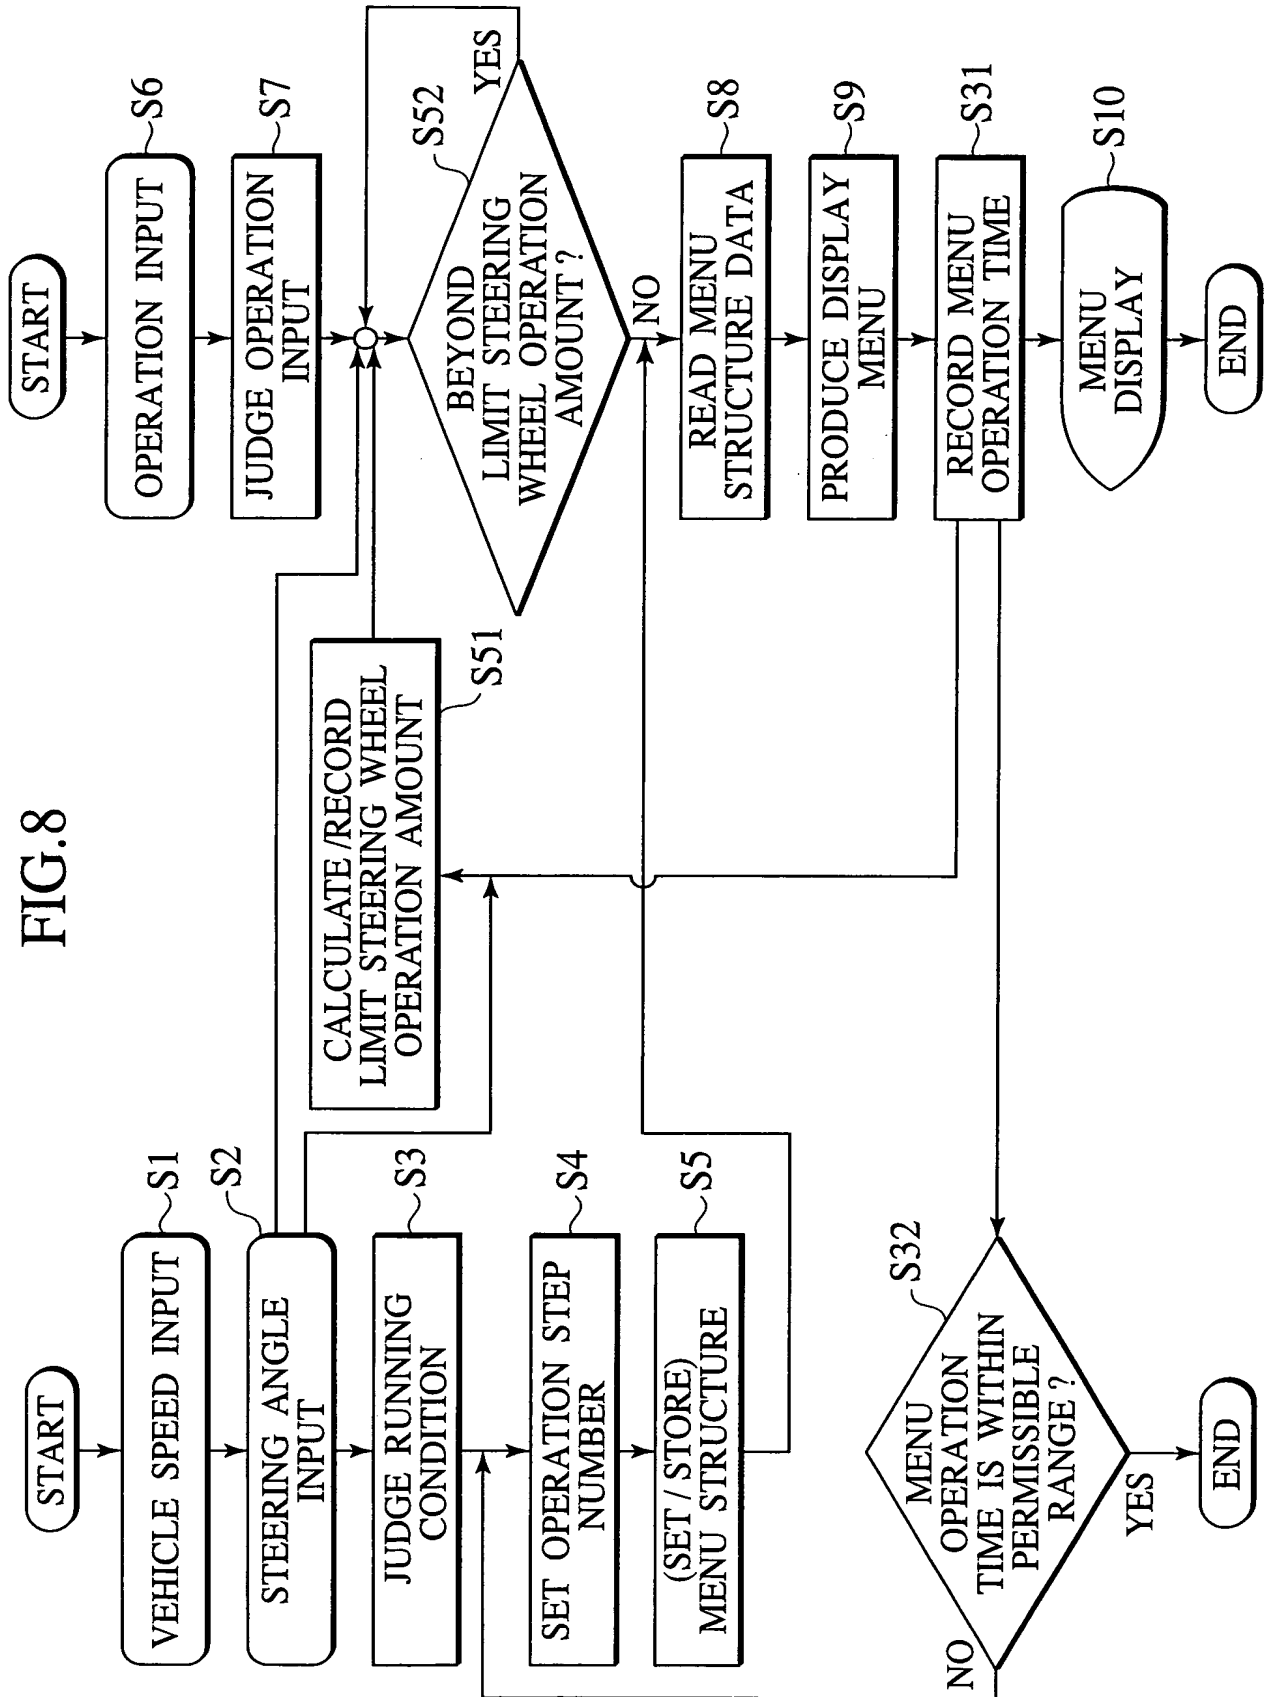 FIG.8
START
VEHICLE SPEED INPUT
S1
STEERING ANGLE
INPUT
S2
JUDGE RUNNING
CONDITION
S3
SET OPERATION STEP
NUMBER
S4
(SET / STORE)
MENU STRUCTURE
S5
MENU
OPERATION
TIME IS WITHIN
PERMISSIBLE
RANGE ?
S32
NO
YES
END
CALCULATE /RECORD
LIMIT STEERING WHEEL
OPERATION AMOUNT
S51
START
OPERATION INPUT
S6
JUDGE OPERATION
INPUT
S7
BEYOND
LIMIT STEERING
WHEEL OPERATION
AMOUNT ?
S52
YES
NO
READ MENU
STRUCTURE DATA
S8
PRODUCE DISPLAY
MENU
S9
RECORD MENU
OPERATION TIME
S31
MENU
DISPLAY
S10
END